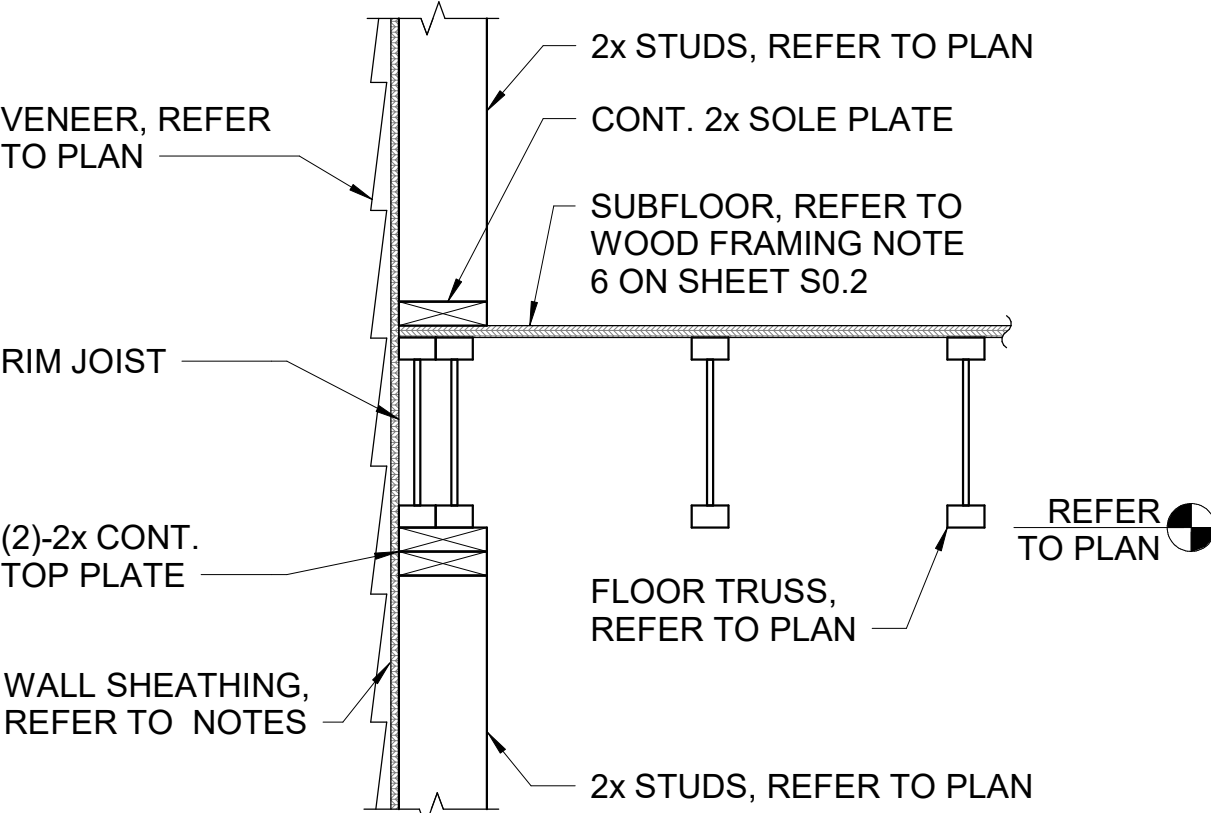 2x STUDS, REFER TO PLAN
VENEER, REFER
TO PLAN
CONT. 2x SOLE PLATE
SUBFLOOR, REFER TO
WOOD FRAMING NOTE
6 ON SHEET S0.2
RIM JOIST
(2)-2x CONT.
TOP PLATE
REFER
TO PLAN
FLOOR TRUSS,
REFER TO PLAN
WALL SHEATHING,
REFER TO NOTES
2x STUDS, REFER TO PLAN